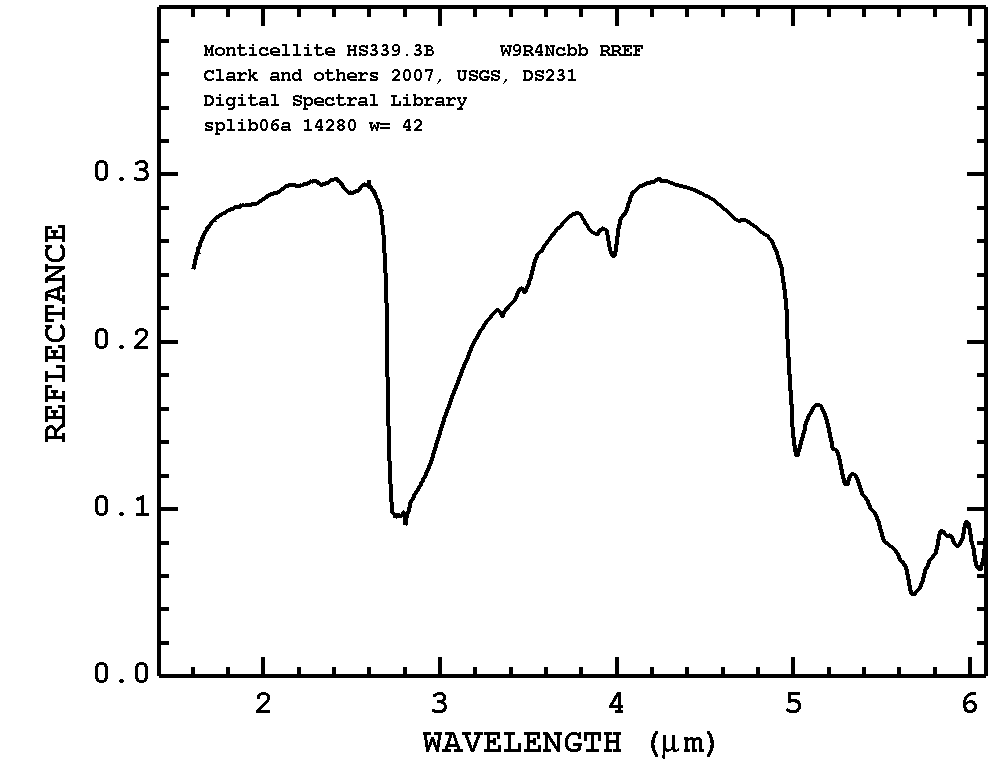 Monticellite HS339.3B W9R4Ncbb RREF
Clark and others 2007, USGS, DS231
Digital Spectral Library
splib06a 14280 w= 42
0.3
0.2
0.1
0.0
REFLECTANCE
2 3 4 5 6
WAVELENGTH (μm)